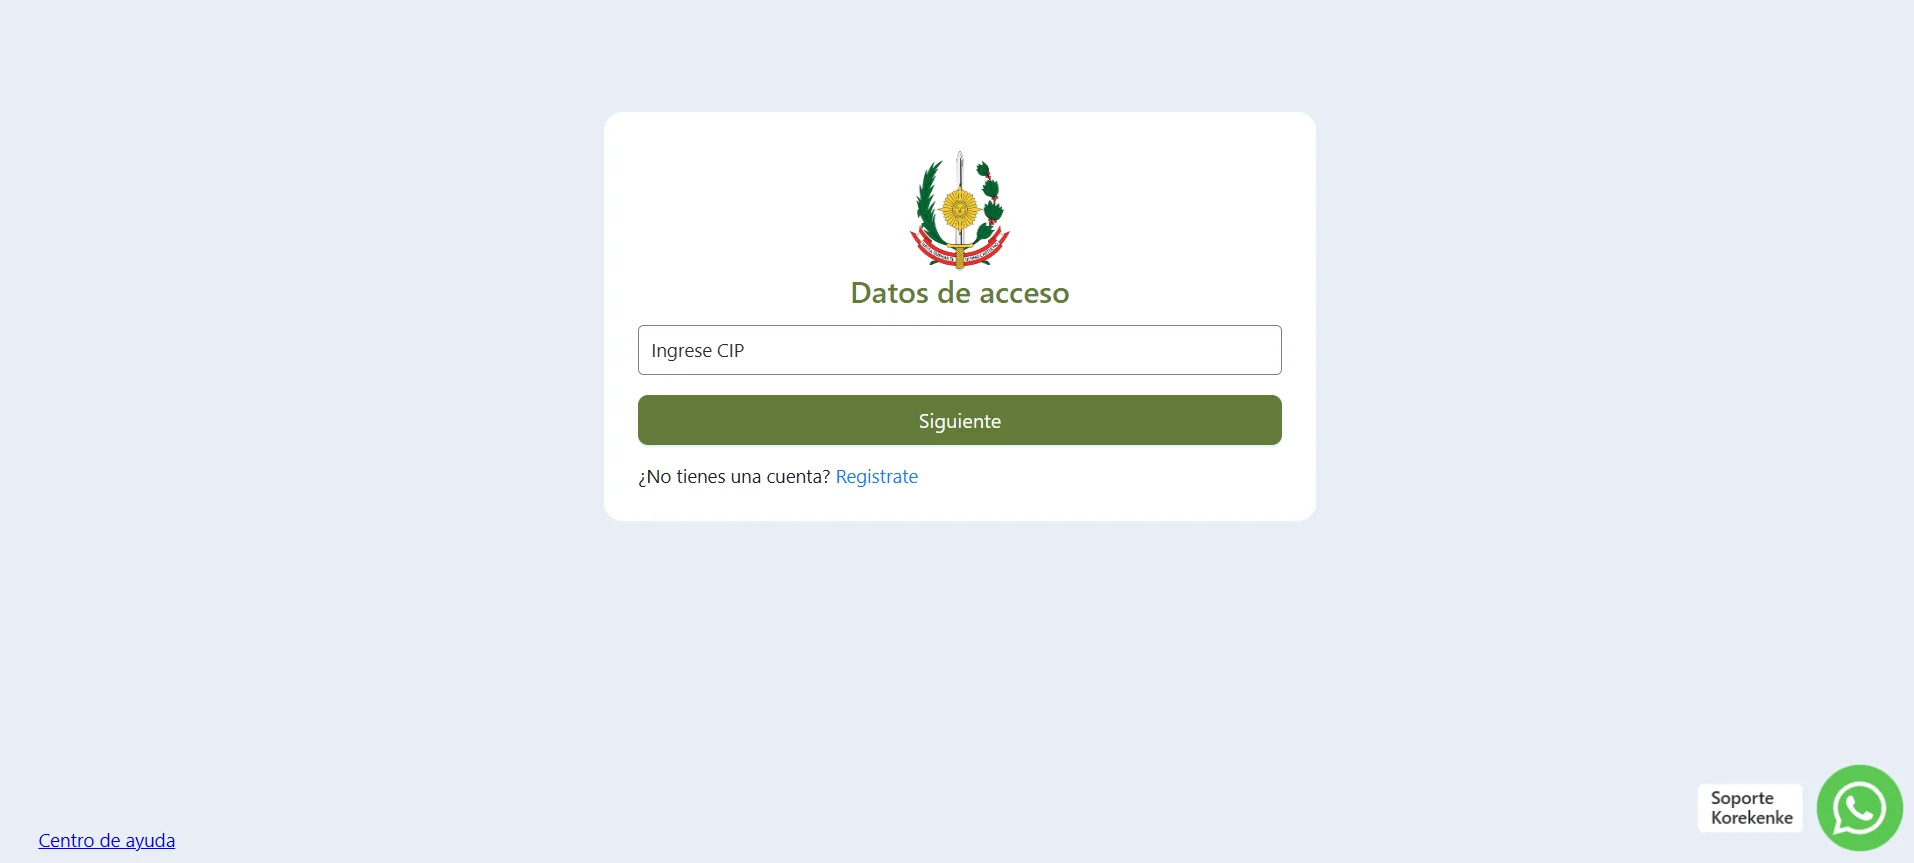 Datos de acceso
Ingrese CIP
Siguiente
¿No tienes una cuenta? Registrate
Soporte
Korekenke
Centro de ayuda